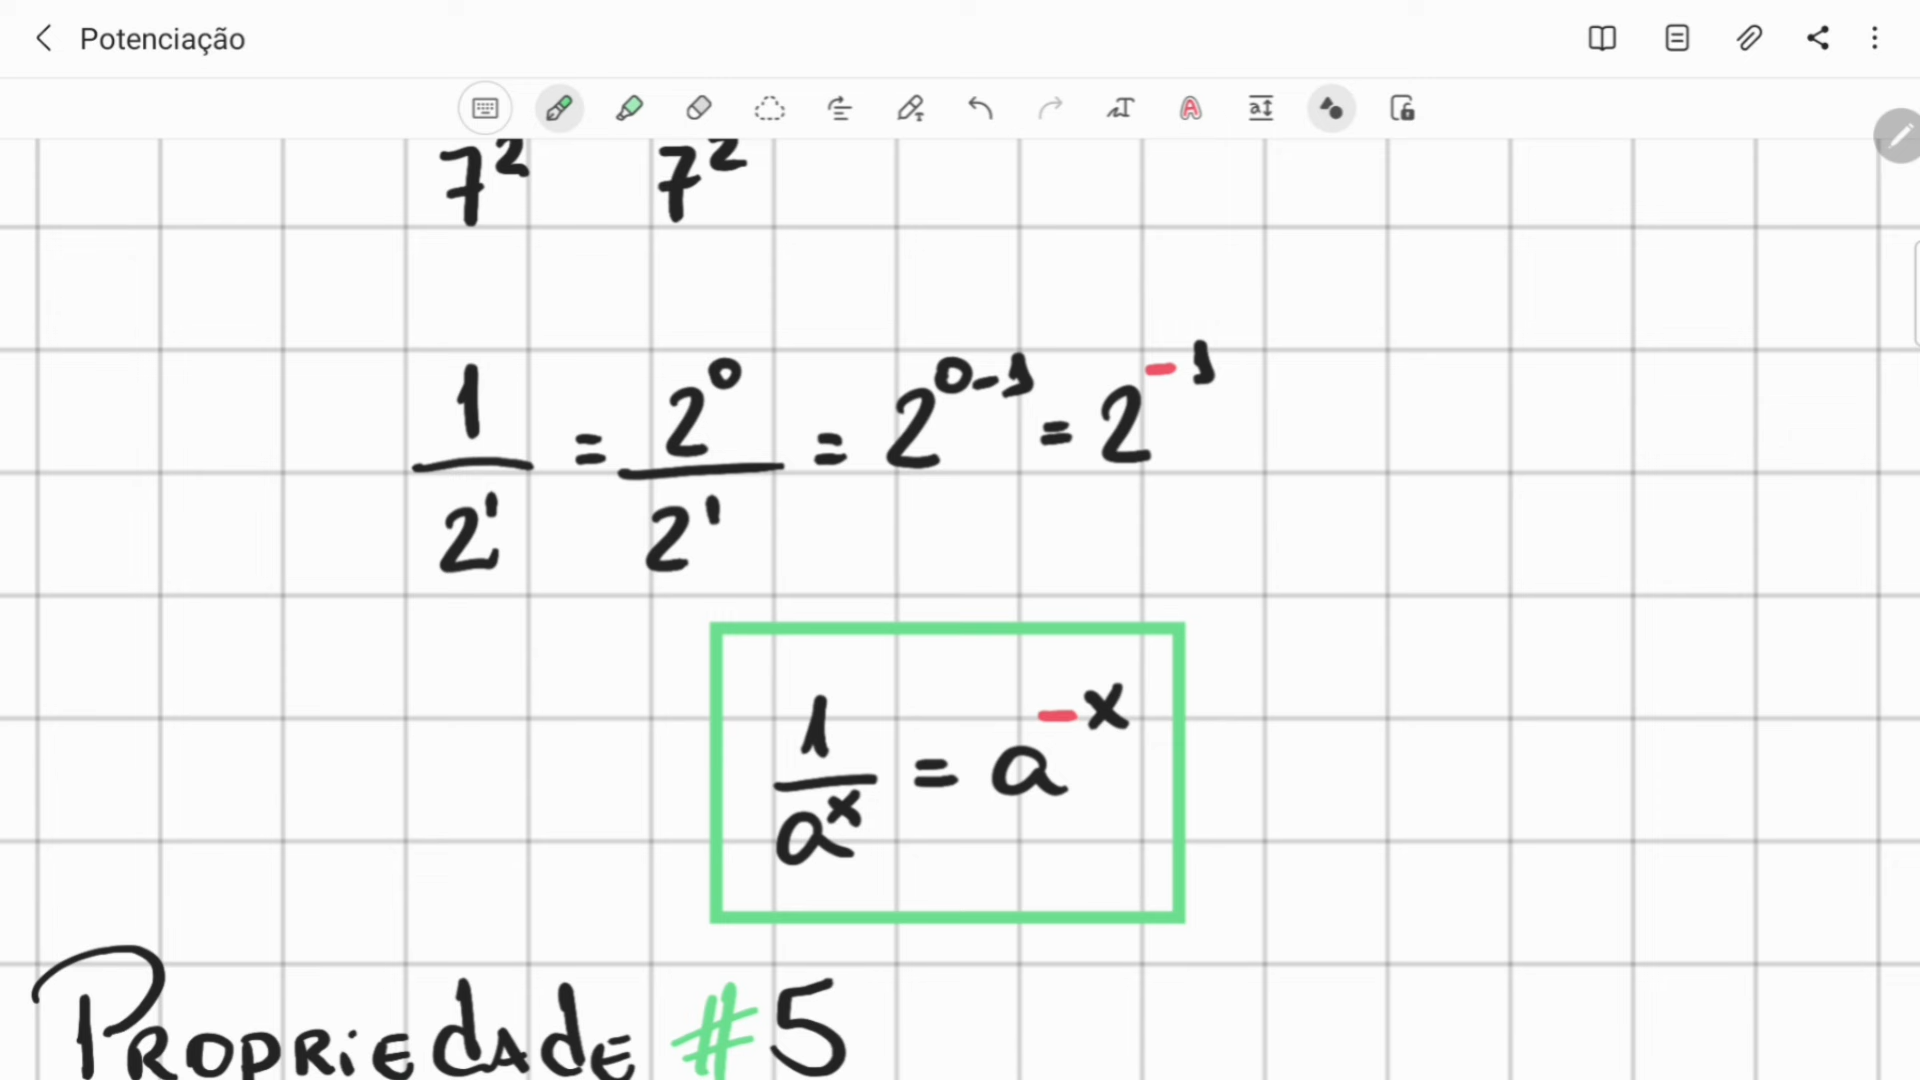 Potenciação
7² 7²
1/2¹ = 2⁰/2¹ = 2⁰⁻¹ = 2⁻¹
1/aˣ = a⁻ˣ
PROPRiEdAdE #5